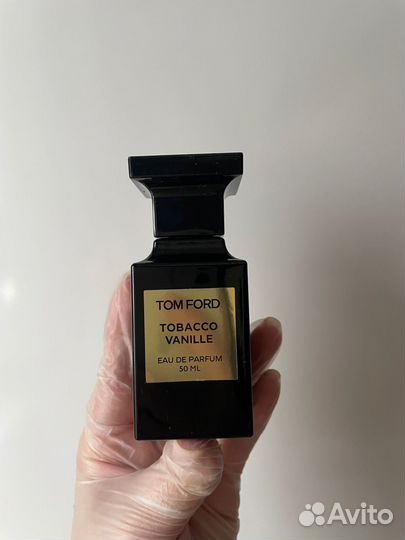 TOM FORD
TOBACCO
VANILLE
EAU DE PARFUM
50 ML
Avito